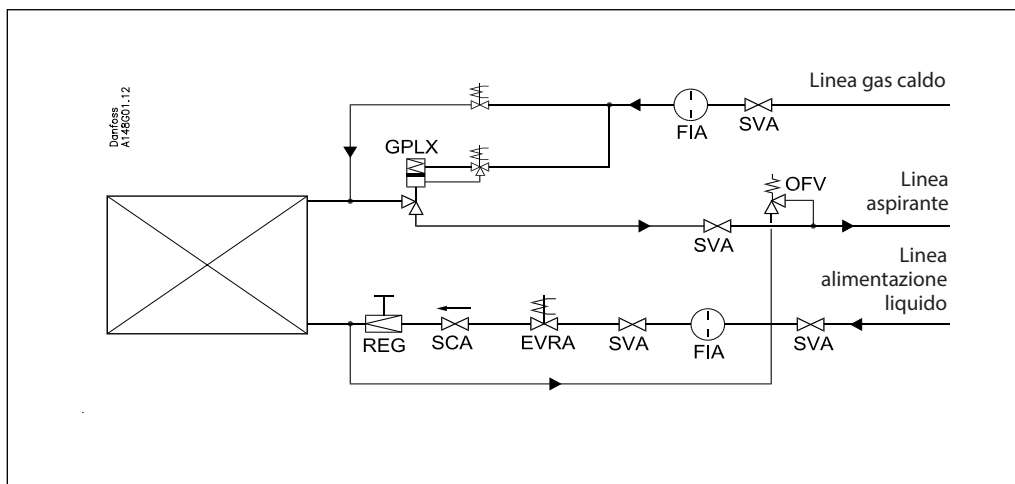 Danfoss
A148G01.12
Linea gas caldo
FIA
SVA
GPLX
OFV
Linea
aspirante
SVA
Linea
alimentazione
liquido
REG
SCA
EVRA
SVA
FIA
SVA